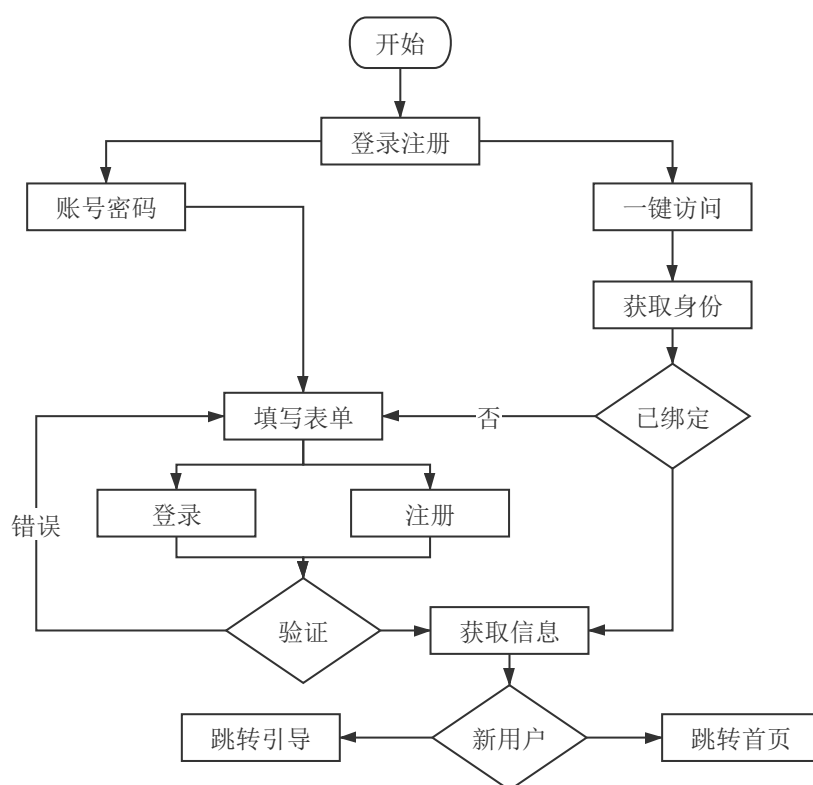 开始
登录注册
账号密码
一键访问
获取身份
填写表单
否
已绑定
登录
注册
错误
验证
获取信息
跳转引导
新用户
跳转首页